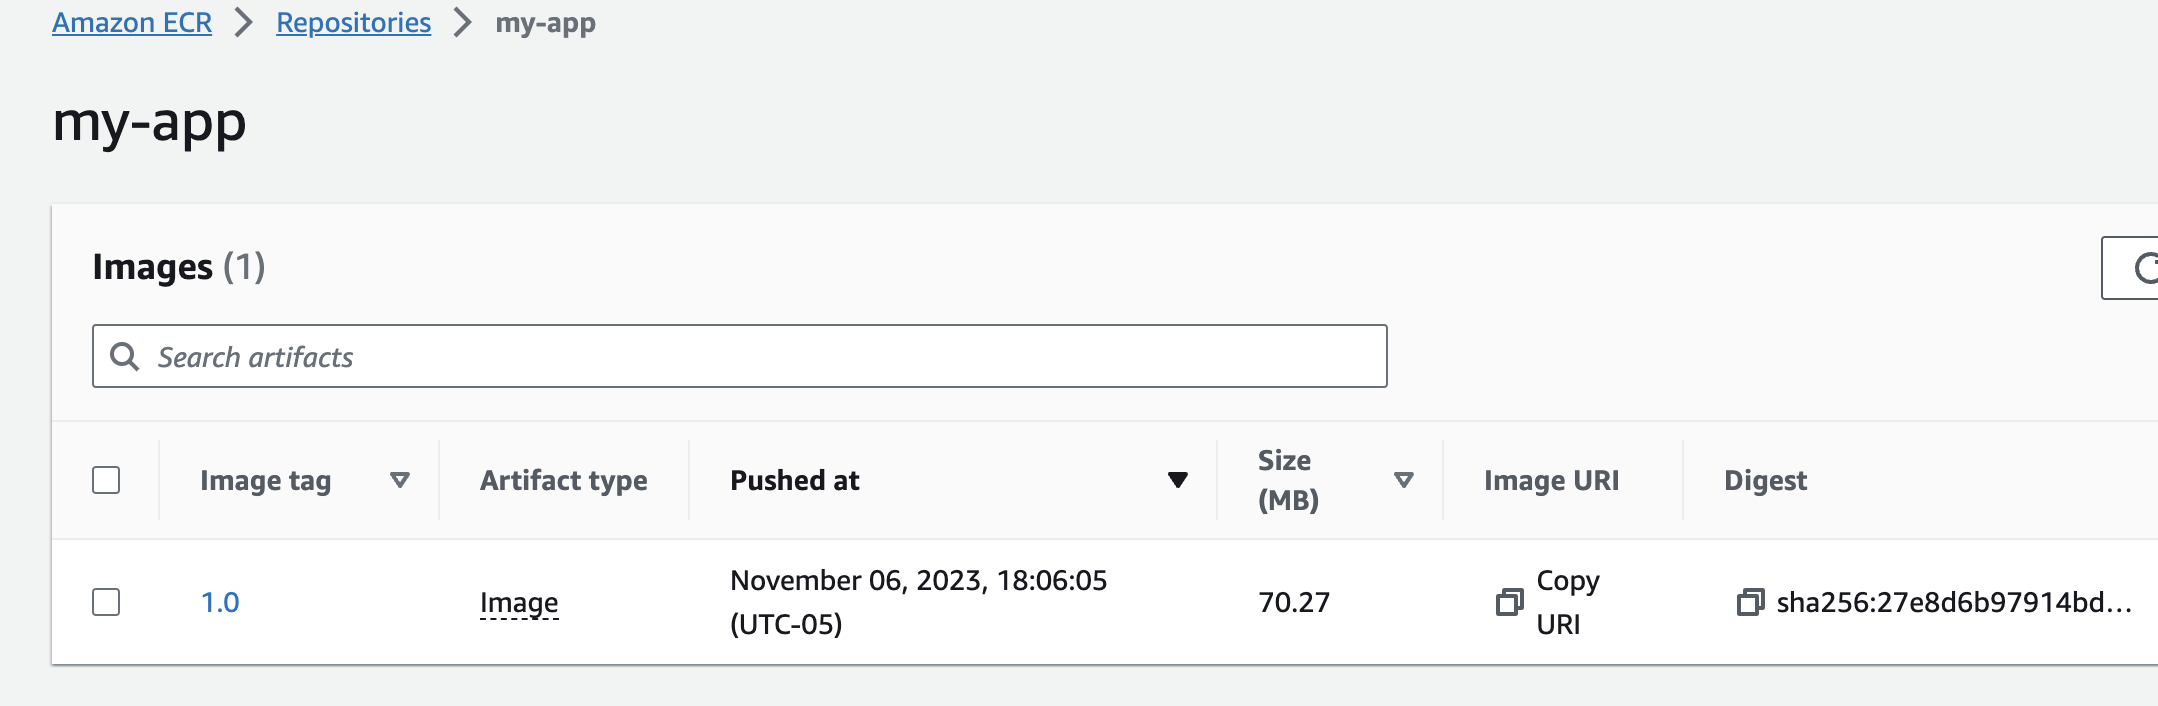 Amazon ECR > Repositories > my-app
my-app
Images (1)
Search artifacts
Image tag Artifact type Pushed at Size (MB) Image URI Digest
1.0 Image November 06, 2023, 18:06:05 (UTC-05) 70.27 Copy URI sha256:27e8d6b97914bd...